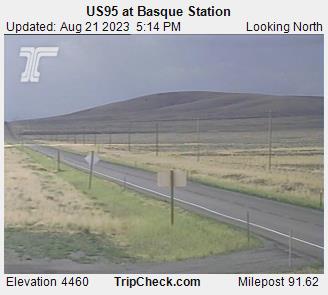 US95 at Basque Station
Updated: Aug 21 2023 5:14 PM Looking North
Elevation 4460 TripCheck.com Milepost 91.62